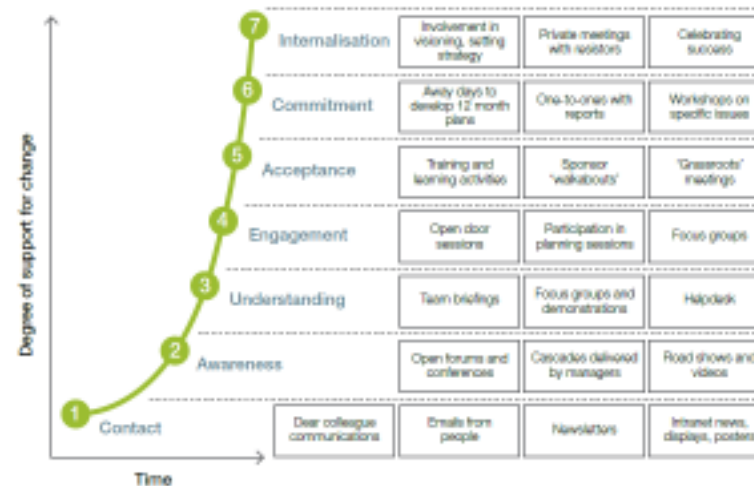 7
Internalisation
Involvement in
visioning, setting
strategy
Private meetings
with resistors
Celebrating
success
6
Commitment
Away days to
develop 12 month
plans
One-to-ones with
reports
Workshops on
specific issues
5
Acceptance
Training and
learning activities
Sponsor
'walkabouts'
'Grassroots'
meetings
4
Engagement
Open door
sessions
Participation in
planning sessions
Focus groups
3
Understanding
Team briefings
Focus groups and
demonstrations
Helpdesk
2
Awareness
Open forums and
conferences
Cascades delivered
by managers
Road shows and
videos
1
Contact
Dear colleague
communications
Emails from
people
Newsletters
Intranet news,
displays, posters
Degree of support for change
Time